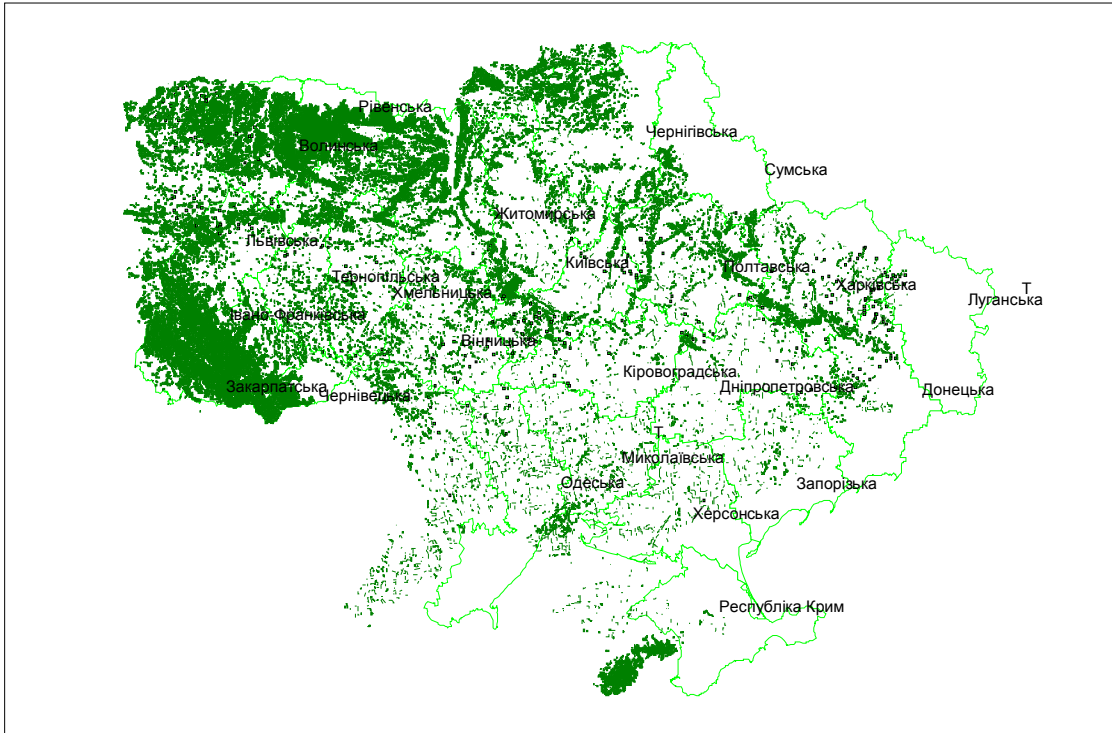 Рівенська
Чернігівська
Волинська
Сумська
Житомирська
Львівська
Київська
Полтавська
Тернопільська
Харківська
Хмельницька
Т
Луганська
Івано-Франківська
Вінницька
Кіровоградська
Закарпатська
Дніпропетровська
Донецька
Чернівецька
Т
Миколаївська
Одеська
Запорізька
Херсонська
Республіка Крим